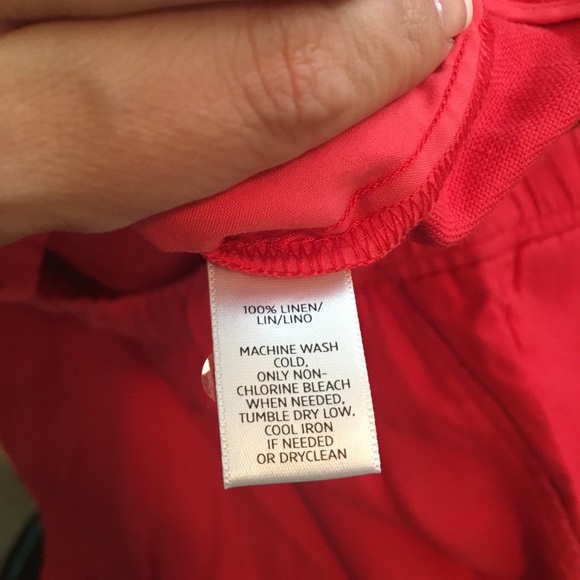 100% LINEN/
LIN/LINO
MACHINE WASH
COLD,
ONLY NON-
CHLORINE BLEACH
WHEN NEEDED,
TUMBLE DRY LOW,
COOL IRON
IF NEEDED
OR DRYCLEAN